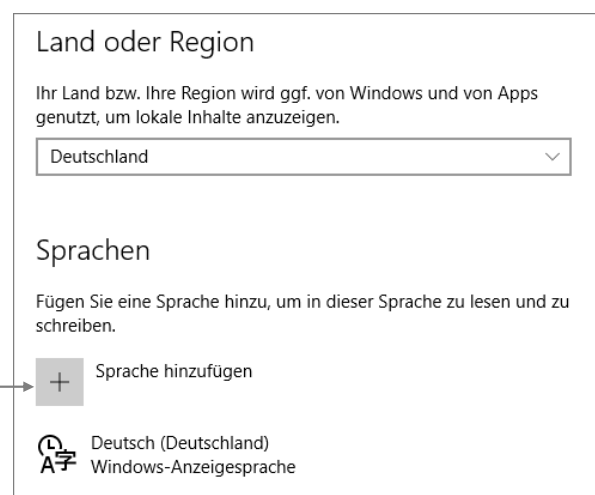 Land oder Region
Ihr Land bzw. Ihre Region wird ggf. von Windows und von Apps
genutzt, um lokale Inhalte anzuzeigen.
Deutschland
Sprachen
Fügen Sie eine Sprache hinzu, um in dieser Sprache zu lesen und zu
schreiben.
Sprache hinzufügen
Deutsch (Deutschland)
Windows-Anzeigesprache